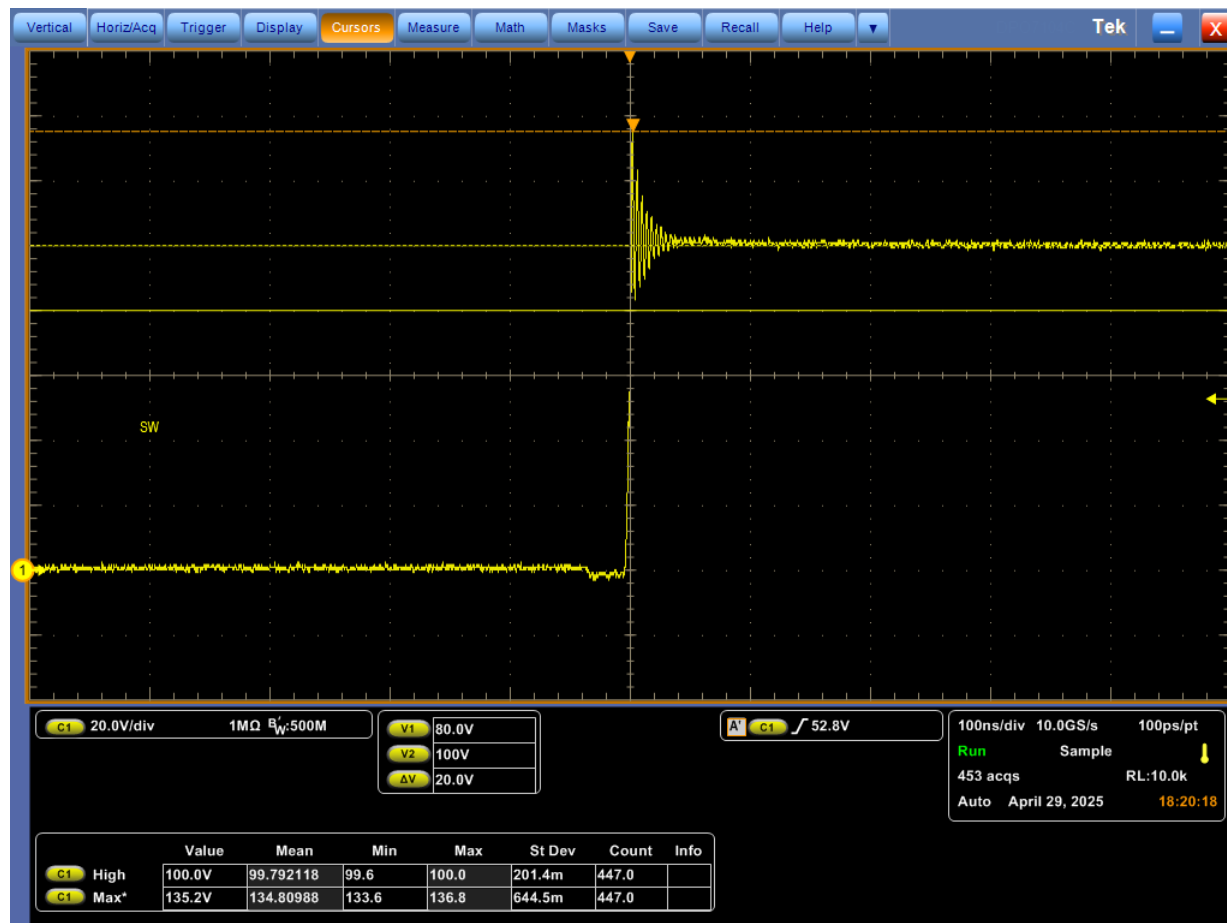 Vertical Horiz/Acq Trigger Display Cursors Measure Math Masks Save Recall Help Tek X
SW
1
C1 20.0V/div 1MΩ BW:500M
V1 80.0V
V2 100V
ΔV 20.0V
A' C1 52.8V
100ns/div 10.0GS/s 100ps/pt
Run Sample
453 acqs RL:10.0k
Auto April 29, 2025 18:20:18
Value Mean Min Max St Dev Count Info
C1 High 100.0V 99.792118 99.6 100.0 201.4m 447.0
C1 Max* 135.2V 134.80988 133.6 136.8 644.5m 447.0